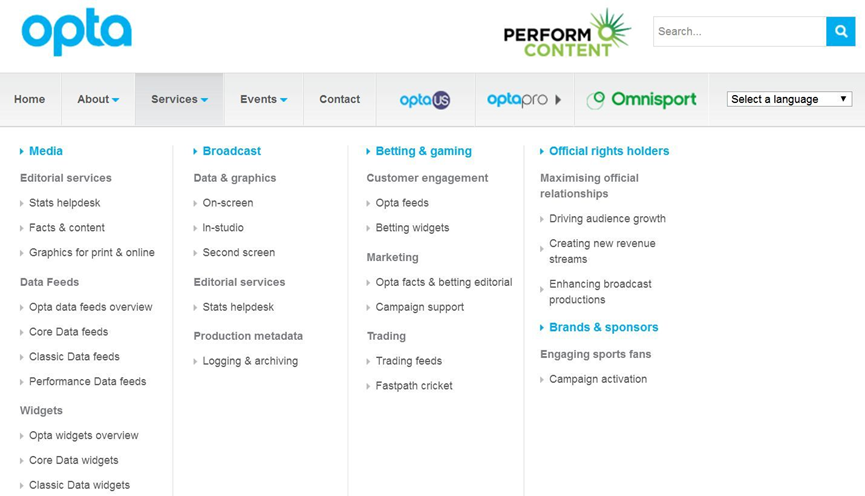 opta
PERFORM
CONTENT
Search...
Home
About
Services
Events
Contact
optaUS
optapro
Omnisport
Select a language
Media
Editorial services
Stats helpdesk
Facts & content
Graphics for print & online
Data Feeds
Opta data feeds overview
Core Data feeds
Classic Data feeds
Performance Data feeds
Widgets
Opta widgets overview
Core Data widgets
Classic Data widgets
Broadcast
Data & graphics
On-screen
In-studio
Second screen
Editorial services
Stats helpdesk
Production metadata
Logging & archiving
Betting & gaming
Customer engagement
Opta feeds
Betting widgets
Marketing
Opta facts & betting editorial
Campaign support
Trading
Trading feeds
Fastpath cricket
Official rights holders
Maximising official
relationships
Driving audience growth
Creating new revenue
streams
Enhancing broadcast
productions
Brands & sponsors
Engaging sports fans
Campaign activation